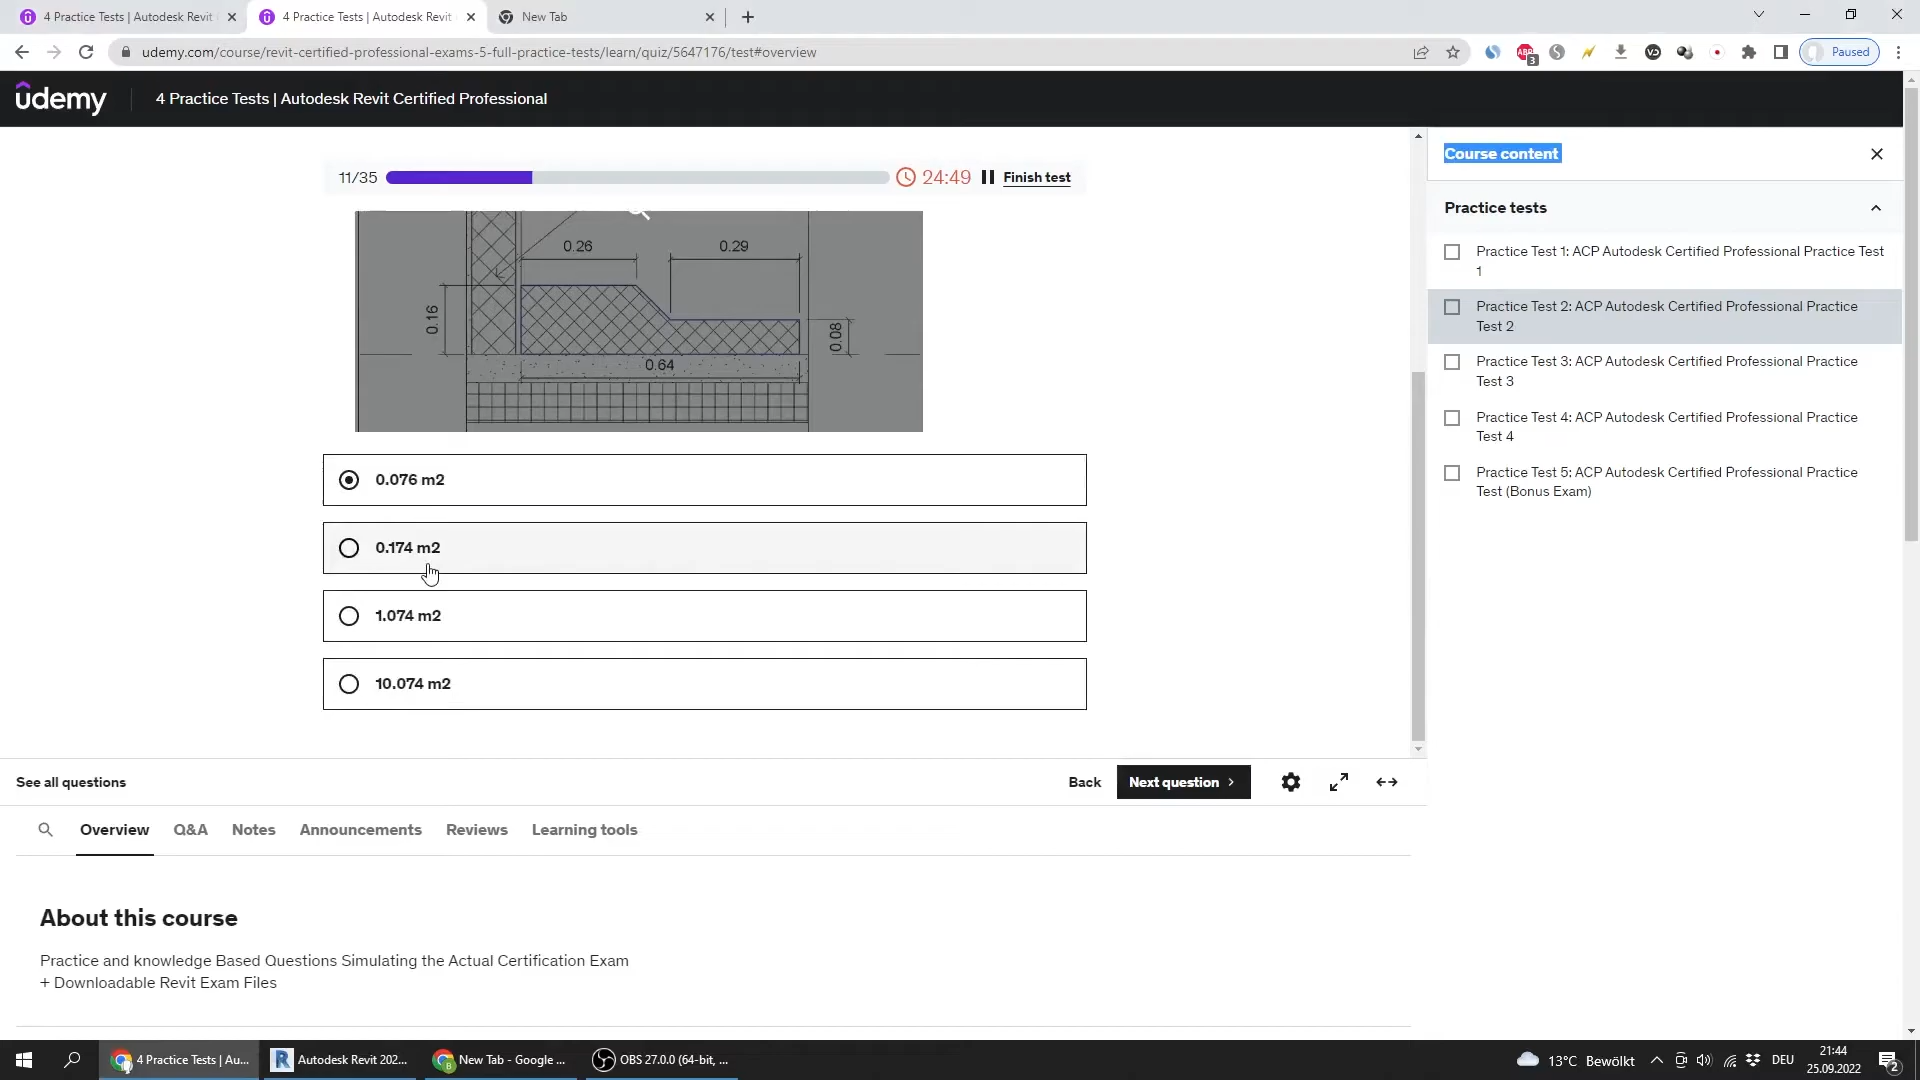 4 Practice Tests | Autodesk Revit
4 Practice Tests | Autodesk Revit
New Tab
udemy.com/course/revit-certified-professional-exams-5-full-practice-tests/learn/quiz/5647176/test#overview
ABP
3
Paused
udemy
4 Practice Tests | Autodesk Revit Certified Professional
11/35
24:49
Finish test
0.26
0.29
0.16
0.08
0.64
0.076 m2
0.174 m2
1.074 m2
10.074 m2
Course content
Practice tests
Practice Test 1: ACP Autodesk Certified Professional Practice Test
1
Practice Test 2: ACP Autodesk Certified Professional Practice
Test 2
Practice Test 3: ACP Autodesk Certified Professional Practice
Test 3
Practice Test 4: ACP Autodesk Certified Professional Practice
Test 4
Practice Test 5: ACP Autodesk Certified Professional Practice
Test (Bonus Exam)
See all questions
Back
Next question
Overview
Q&A
Notes
Announcements
Reviews
Learning tools
About this course
Practice and knowledge Based Questions Simulating the Actual Certification Exam
+ Downloadable Revit Exam Files
4 Practice Tests | Au...
Autodesk Revit 202...
New Tab - Google ...
OBS 27.0.0 (64-bit, ...
13°C Bewölkt
DEU
21:44
25.09.2022
2